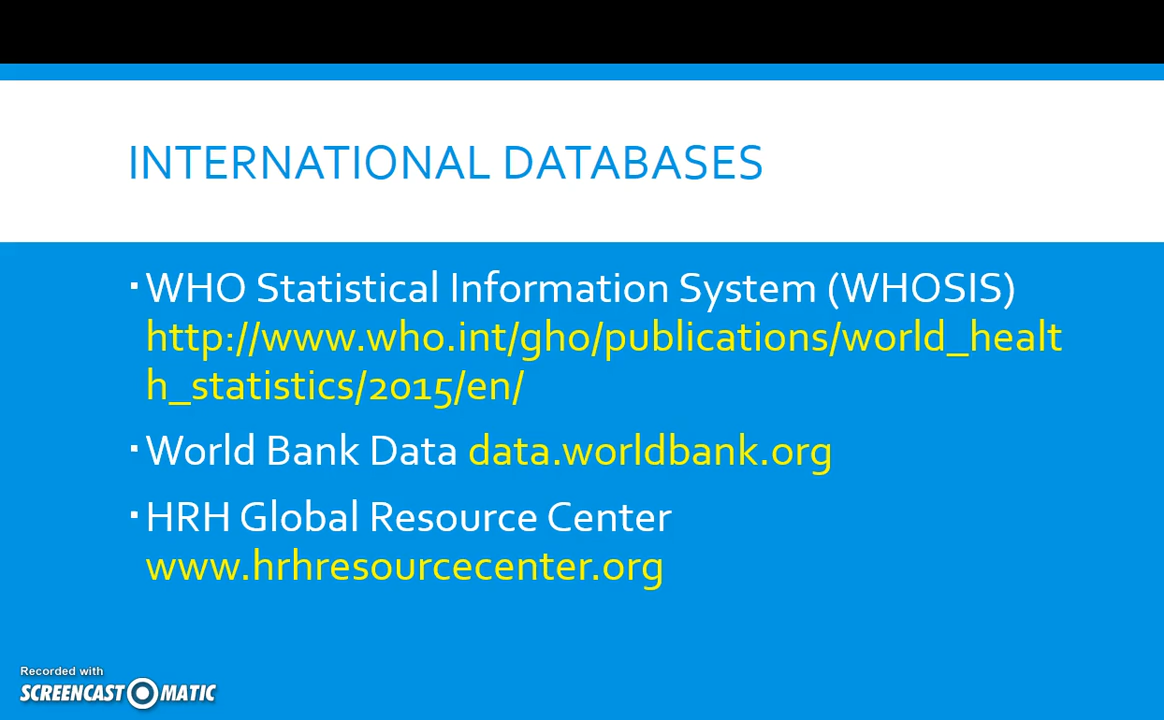 INTERNATIONAL DATABASES
▪ WHO Statistical Information System (WHOSIS)
http://www.who.int/gho/publications/world_healt
h_statistics/2015/en/
▪ World Bank Data data.worldbank.org
▪ HRH Global Resource Center
www.hrhresourcecenter.org
Recorded with
SCREENCAST MATIC